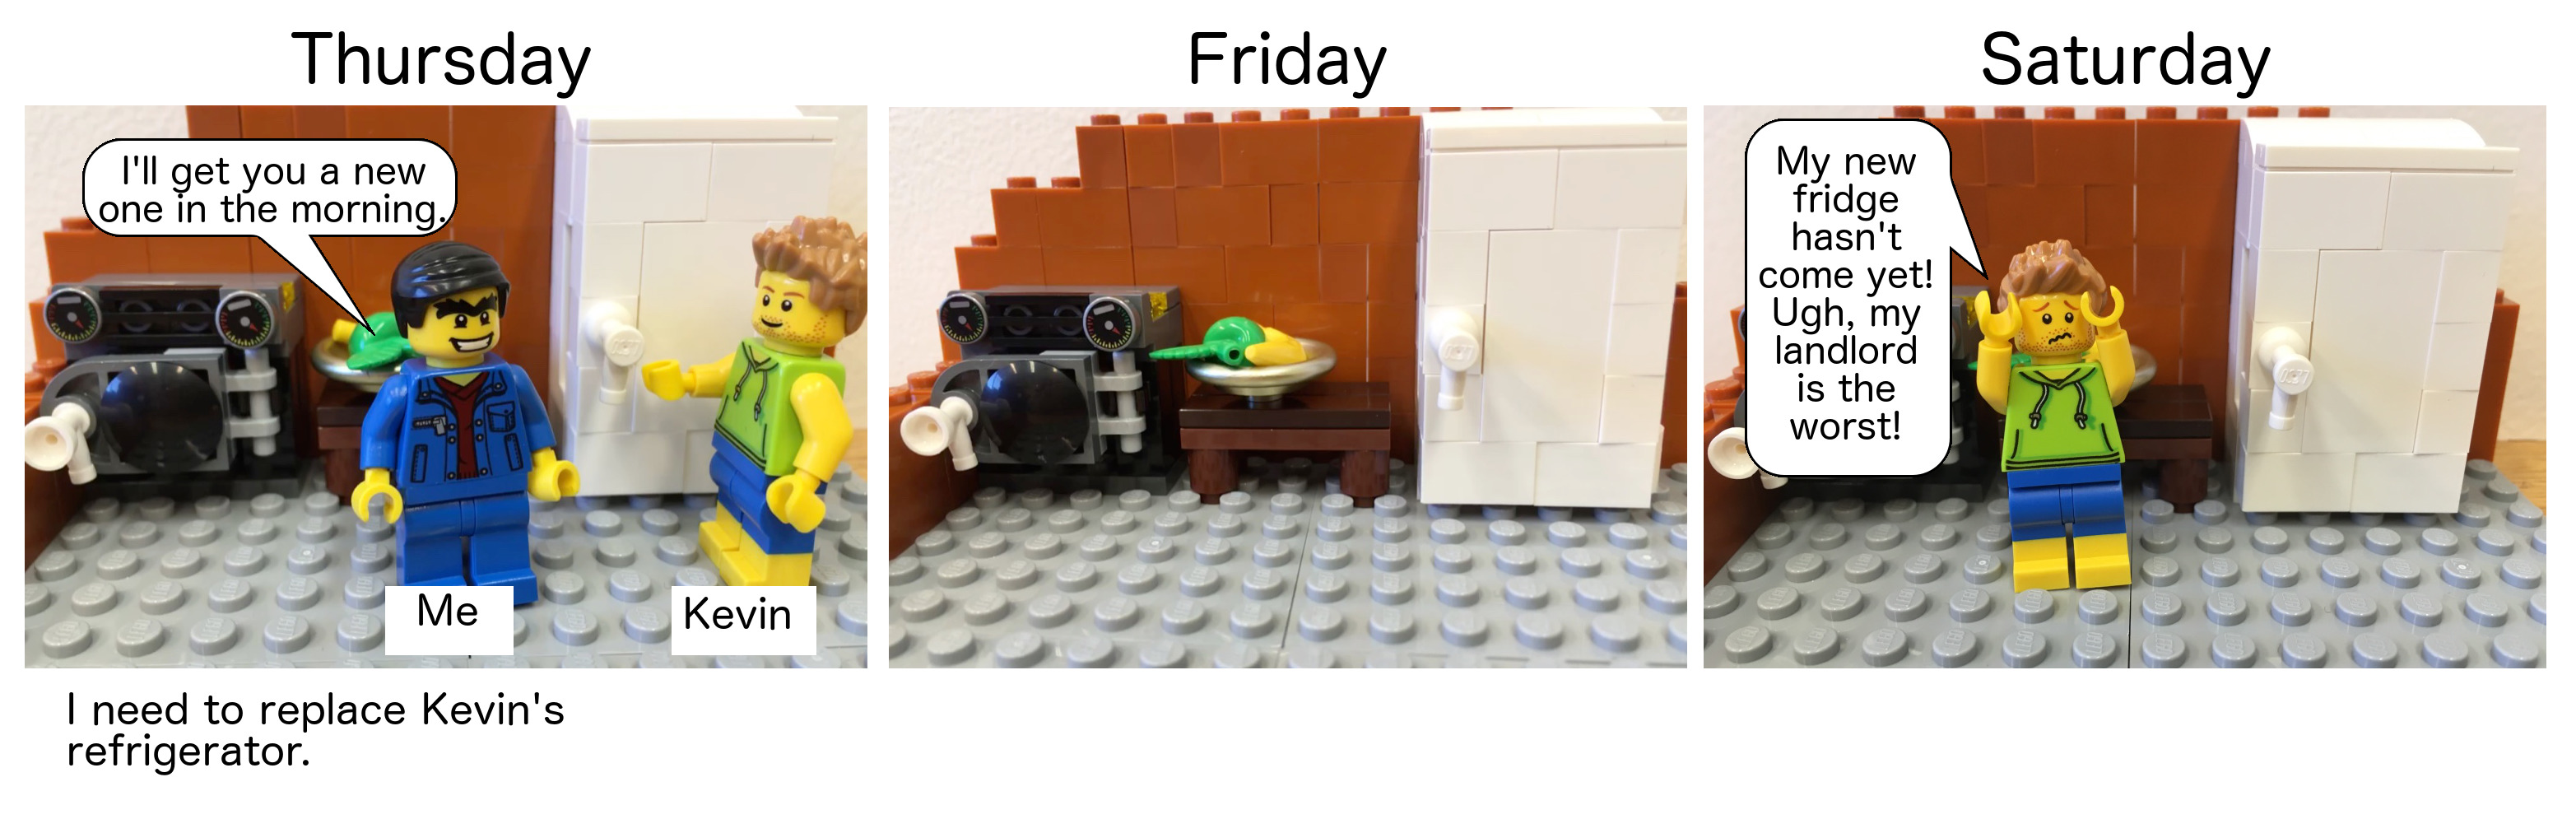 Thursday
I'll get you a new
one in the morning.
Me
Kevin
I need to replace Kevin's
refrigerator.
Friday
Saturday
My new
fridge
hasn't
come yet!
Ugh, my
landlord
is the
worst!